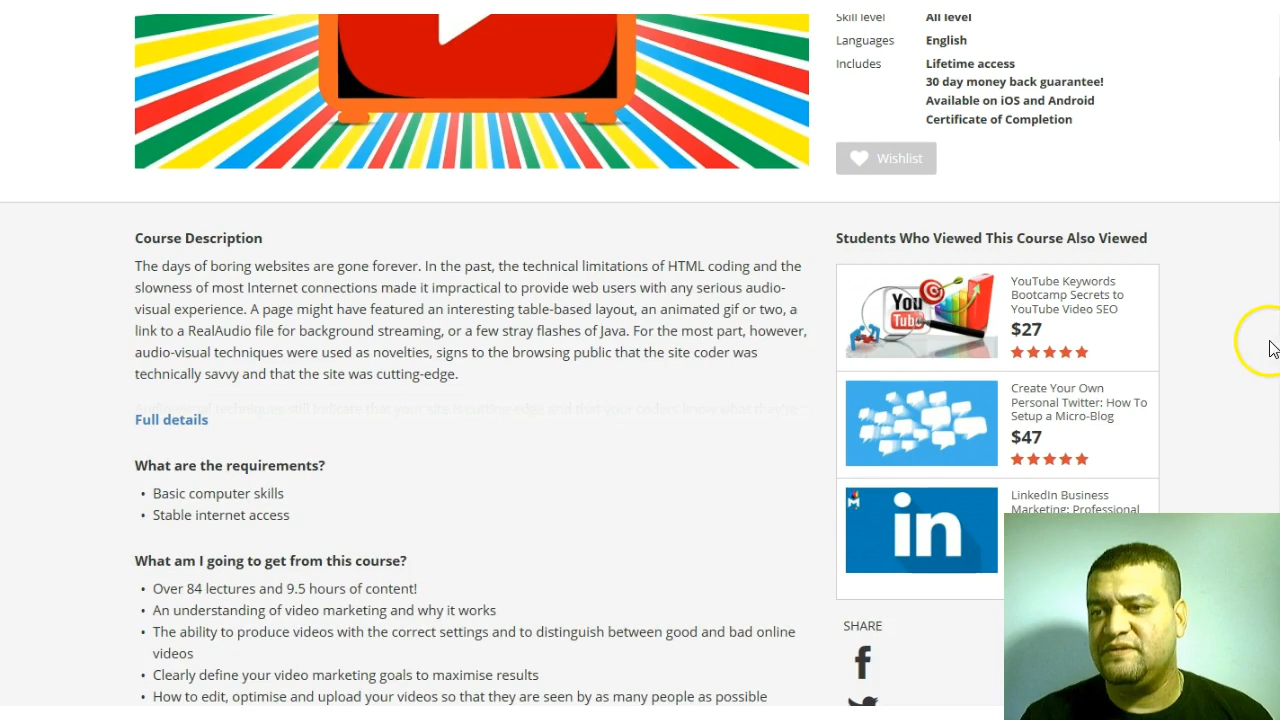 Skill level All level
Languages English
Includes Lifetime access
30 day money back guarantee!
Available on iOS and Android
Certificate of Completion
Wishlist
Course Description
The days of boring websites are gone forever. In the past, the technical limitations of HTML coding and the
slowness of most Internet connections made it impractical to provide web users with any serious audio-
visual experience. A page might have featured an interesting table-based layout, an animated gif or two, a
link to a RealAudio file for background streaming, or a few stray flashes of Java. For the most part, however,
audio-visual techniques were used as novelties, signs to the browsing public that the site coder was
technically savvy and that the site was cutting-edge.
Full details
What are the requirements?
• Basic computer skills
• Stable internet access
What am I going to get from this course?
• Over 84 lectures and 9.5 hours of content!
• An understanding of video marketing and why it works
• The ability to produce videos with the correct settings and to distinguish between good and bad online
videos
• Clearly define your video marketing goals to maximise results
• How to edit, optimise and upload your videos so that they are seen by as many people as possible
Students Who Viewed This Course Also Viewed
You
Tube
YouTube Keywords
Bootcamp Secrets to
YouTube Video SEO
$27
Create Your Own
Personal Twitter: How To
Setup a Micro-Blog
$47
in
LinkedIn Business
Marketing: Professional
SHARE